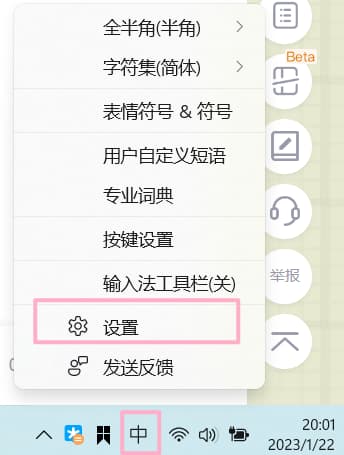 全半角(半角)
字符集(简体)
Beta
表情符号 & 符号
用户自定义短语
专业词典
按键设置
输入法工具栏(关)
举报
设置
发送反馈
中
20:01
2023/1/22